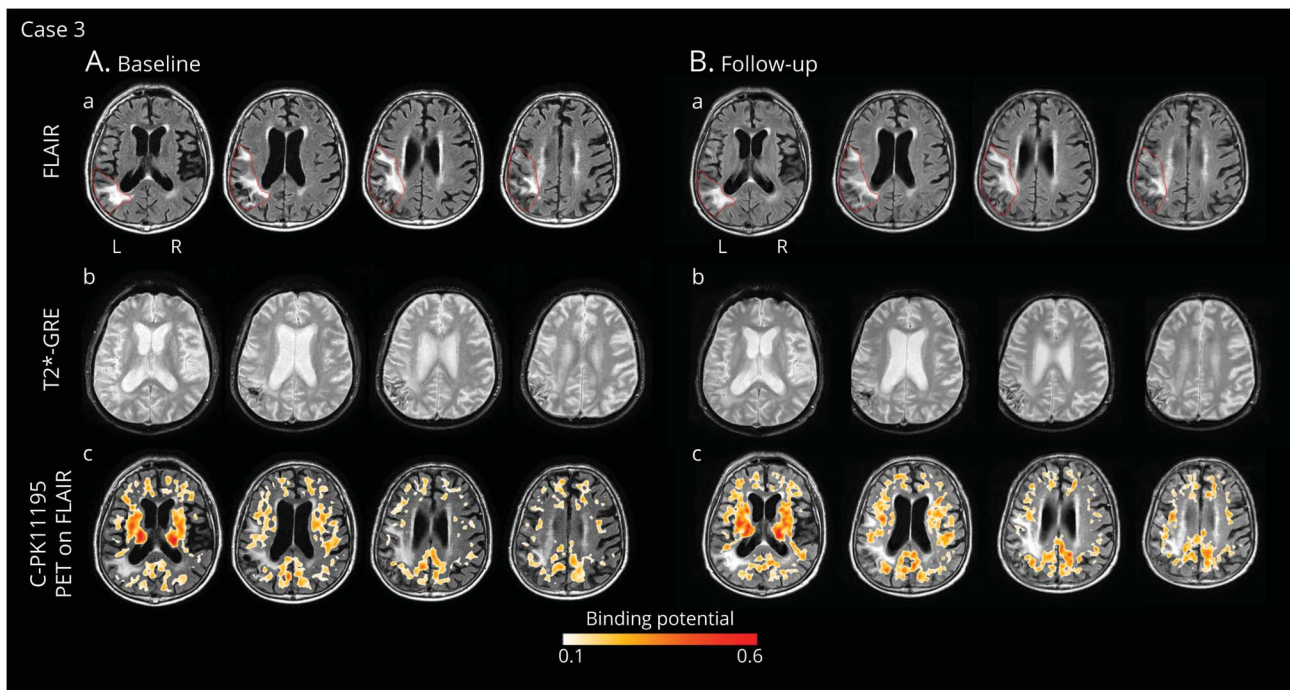 Case 3
A. Baseline
B. Follow-up
FLAIR
a
a
L R
L R
T2*-GRE
b
b
C-PK11195
PET on FLAIR
c
c
Binding potential
0.1 0.6